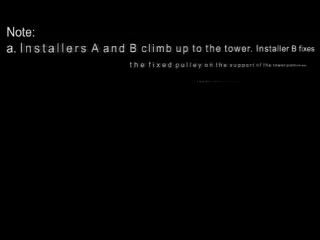 Note:
a. Installers A and B climb up to the tower. Installer B fixes
the fixed pulley on the support of the tower